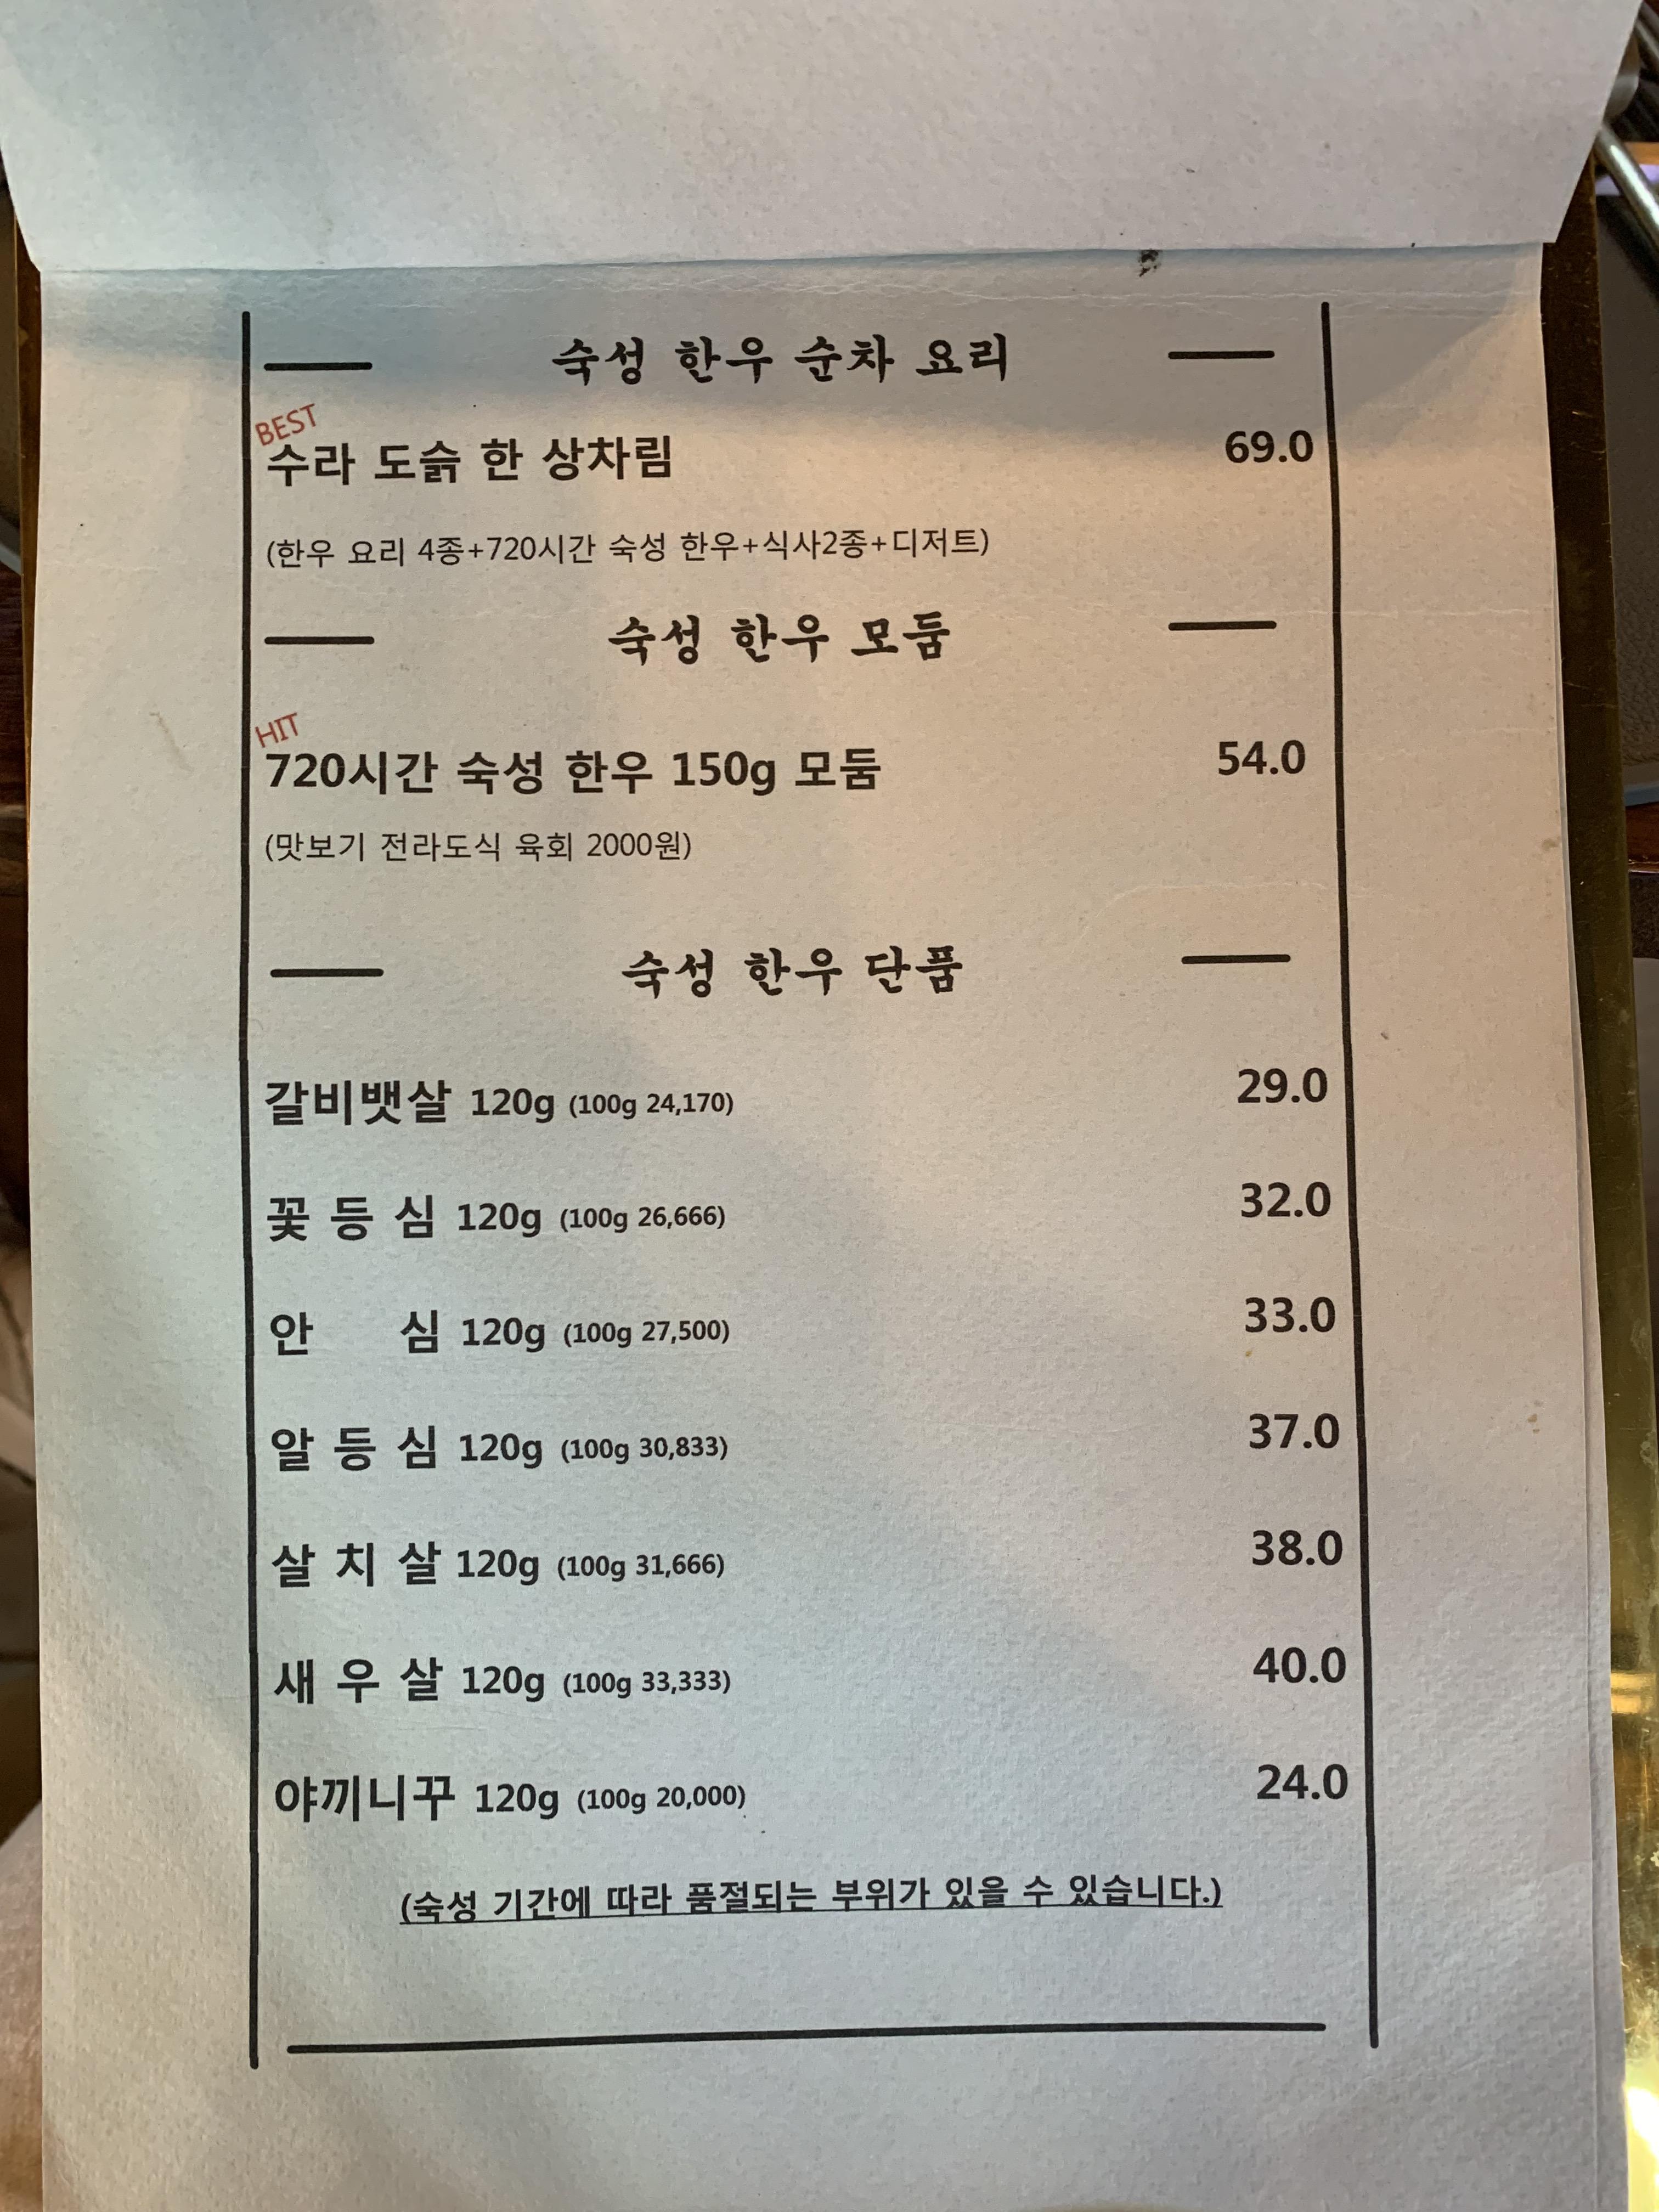 숙성 한우 순차 요리
BEST
수라 도슭 한 상차림 69.0
(한우 요리 4종+720시간 숙성 한우+식사2종+디저트)
숙성 한우 모둠
HIT
720시간 숙성 한우 150g 모둠 54.0
(맛보기 전라도식 육회 2000원)
숙성 한우 단품
갈비뱃살 120g (100g 24,170) 29.0
꽃 등 심 120g (100g 26,666) 32.0
안 심 120g (100g 27,500) 33.0
알 등 심 120g (100g 30,833) 37.0
살 치 살 120g (100g 31,666) 38.0
새 우 살 120g (100g 33,333) 40.0
야끼니꾸 120g (100g 20,000) 24.0
(숙성 기간에 따라 품절되는 부위가 있을 수 있습니다.)